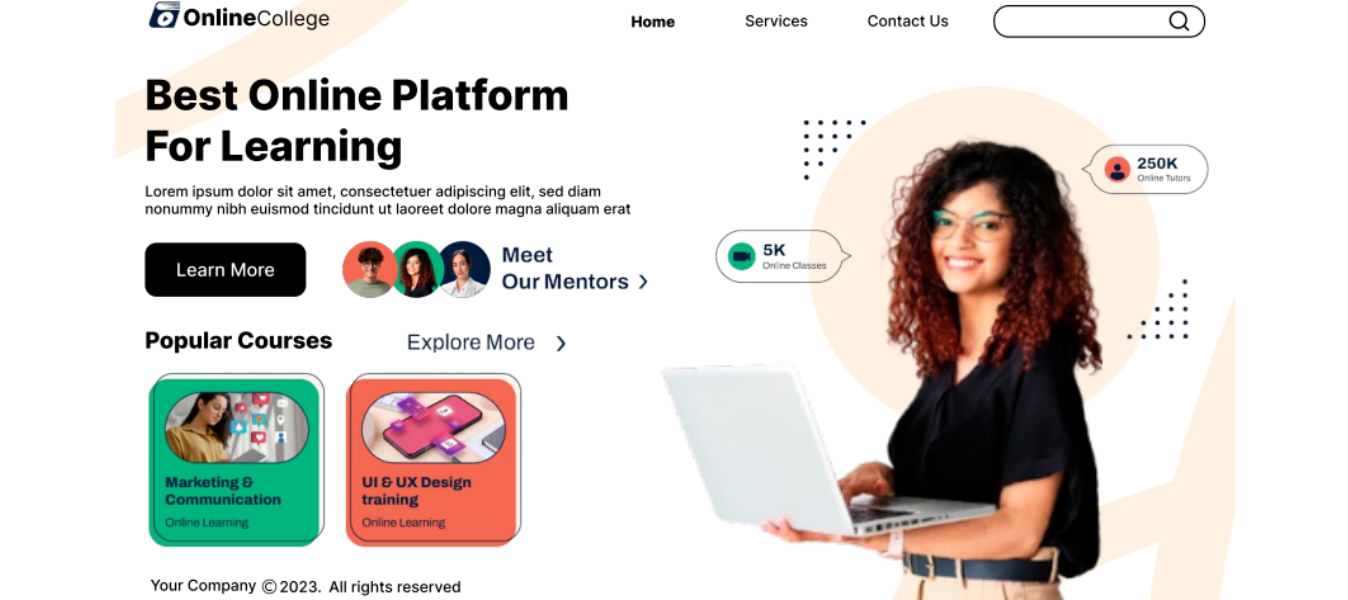 OnlineCollege
Home
Services
Contact Us
Best Online Platform
For Learning
Lorem ipsum dolor sit amet, consectetuer adipiscing elit, sed diam
nonummy nibh euismod tincidunt ut laoreet dolore magna aliquam erat
Learn More
Meet
Our Mentors
250K
Online Tutors
5K
Online Classes
Popular Courses
Explore More
Marketing &
Communication
Online Learning
UI & UX Design
training
Online Learning
Your Company ©2023. All rights reserved